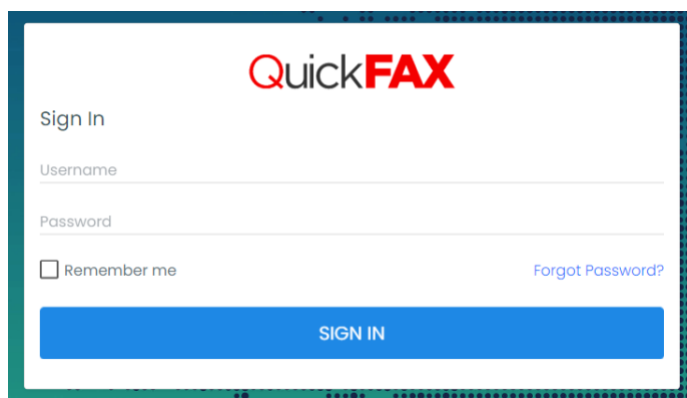 QuickFAX
Sign In
Username
Password
Remember me
Forgot Password?
SIGN IN